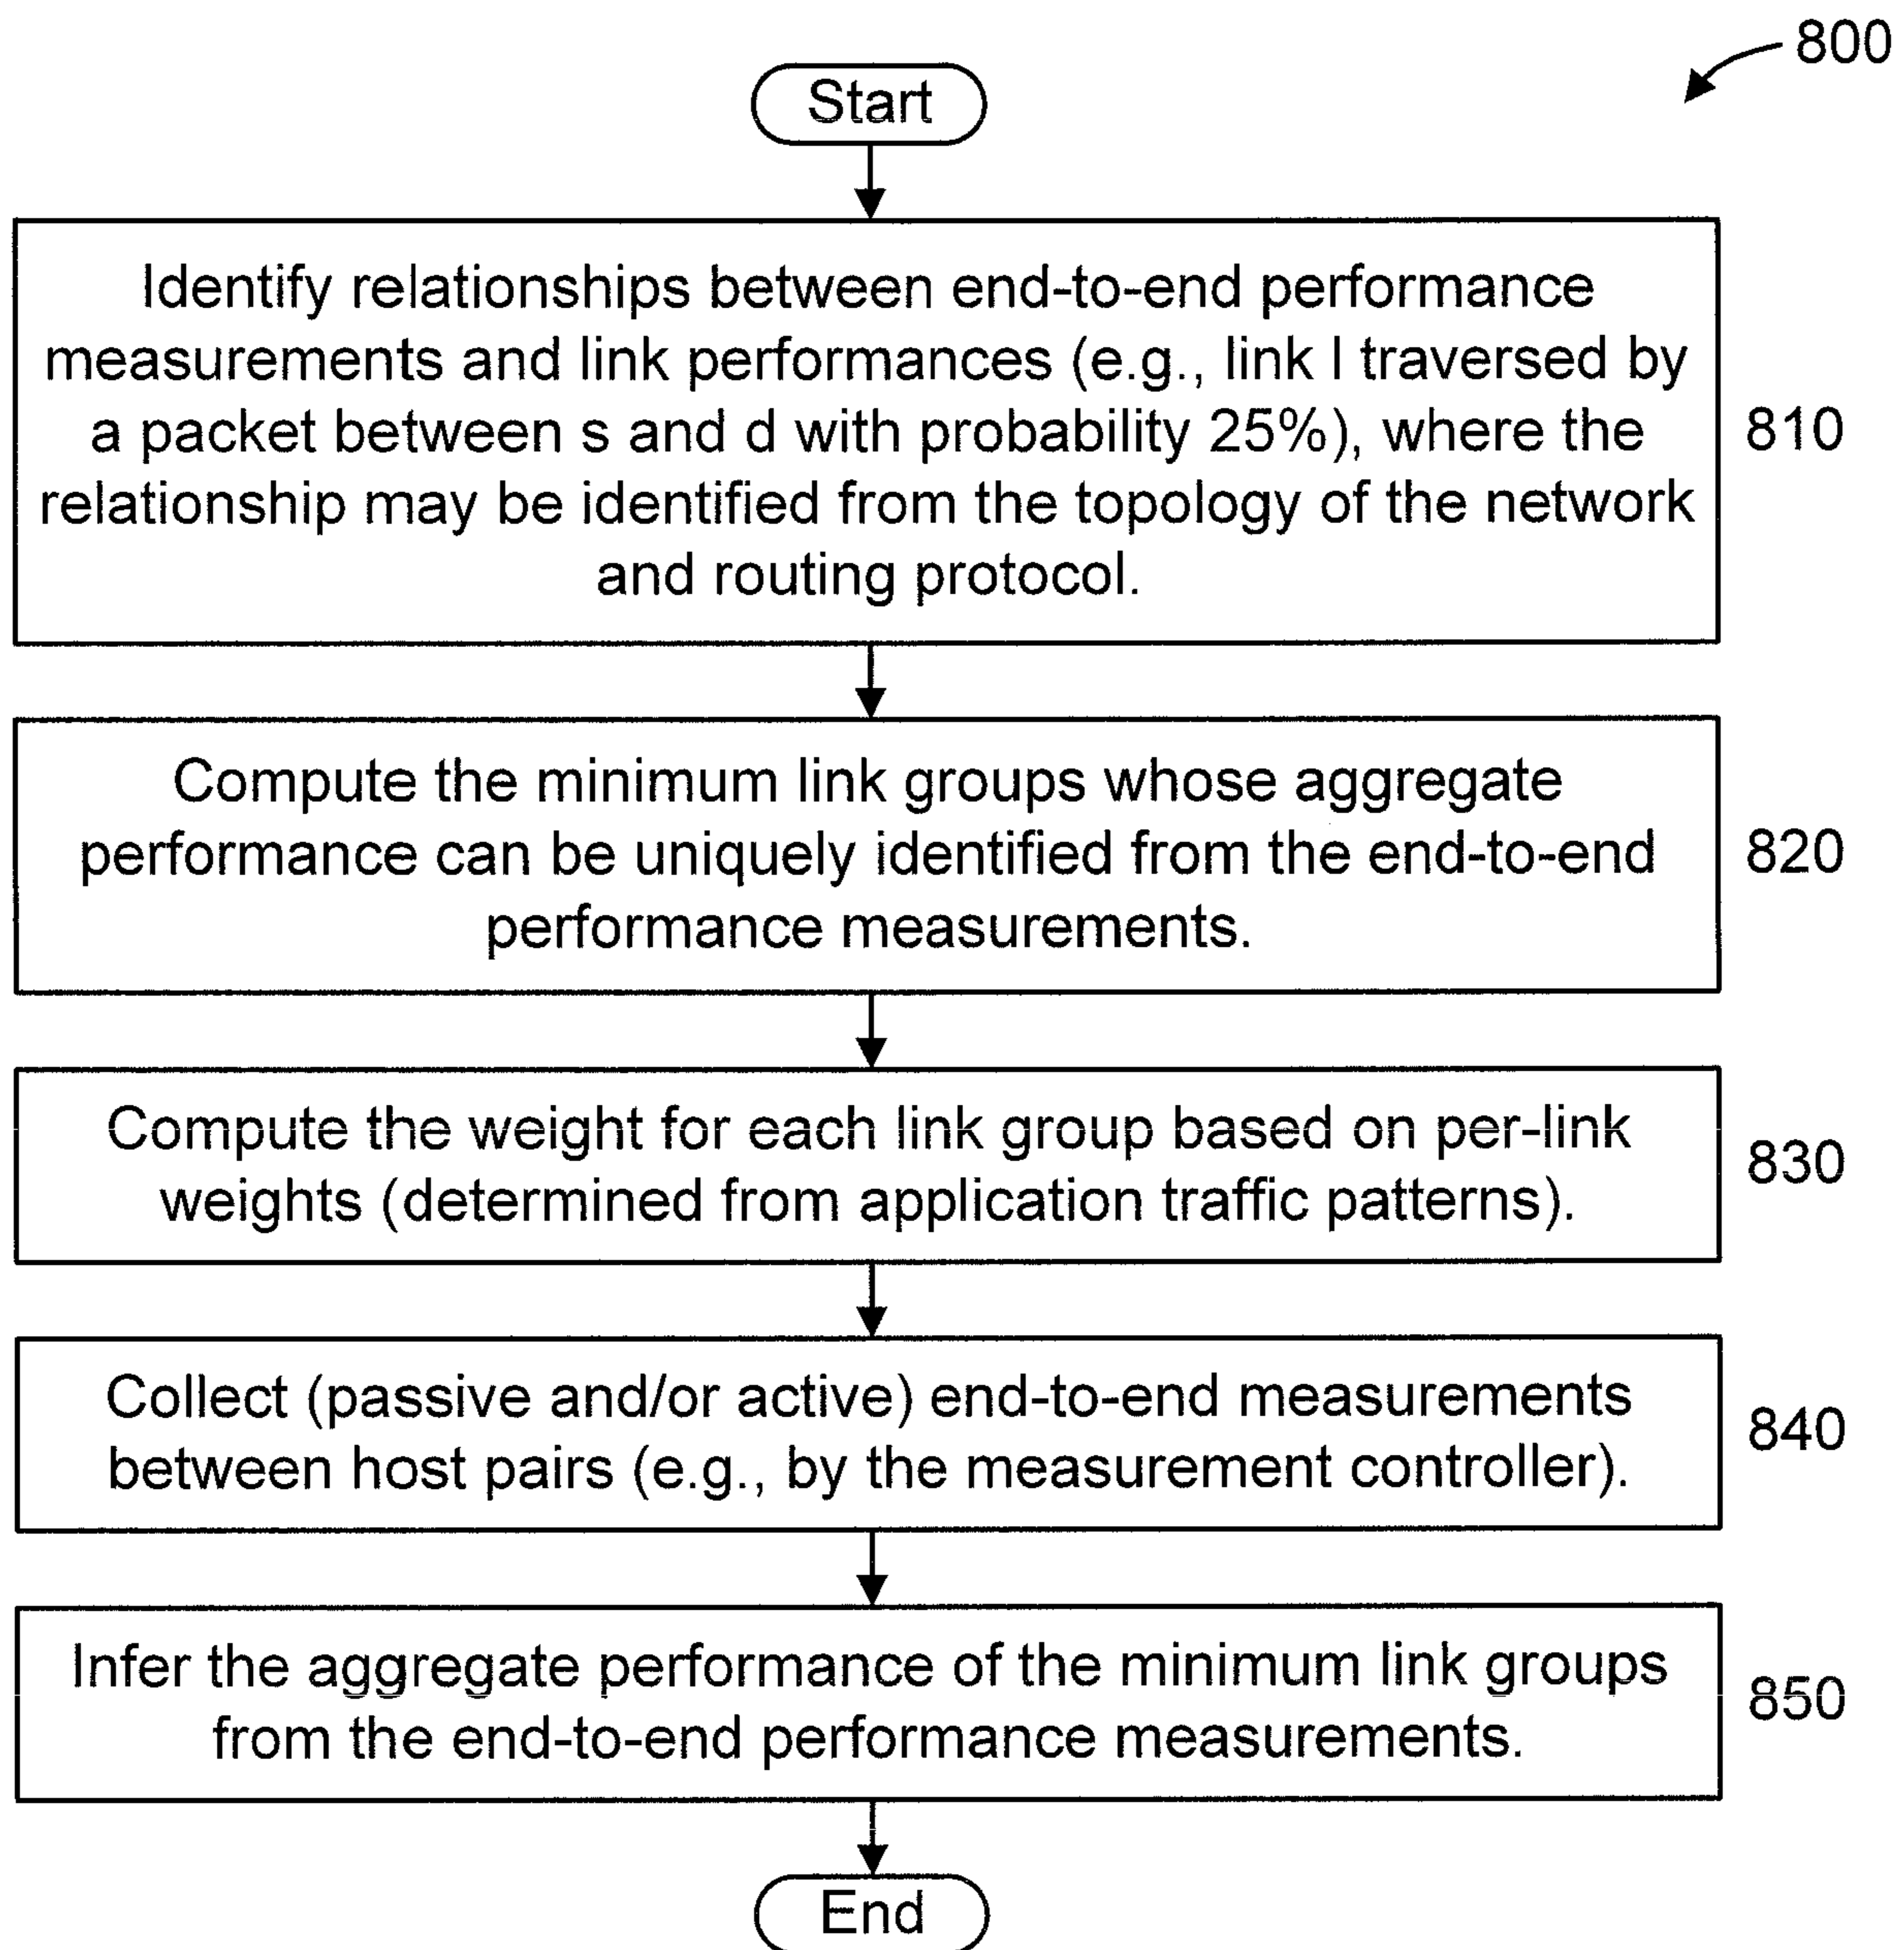 800
Start
Identify relationships between end-to-end performance
measurements and link performances (e.g., link l traversed by
a packet between s and d with probability 25%), where the
relationship may be identified from the topology of the network
and routing protocol.
810
Compute the minimum link groups whose aggregate
performance can be uniquely identified from the end-to-end
performance measurements.
820
Compute the weight for each link group based on per-link
weights (determined from application traffic patterns).
830
Collect (passive and/or active) end-to-end measurements
between host pairs (e.g., by the measurement controller).
840
Infer the aggregate performance of the minimum link groups
from the end-to-end performance measurements.
850
End